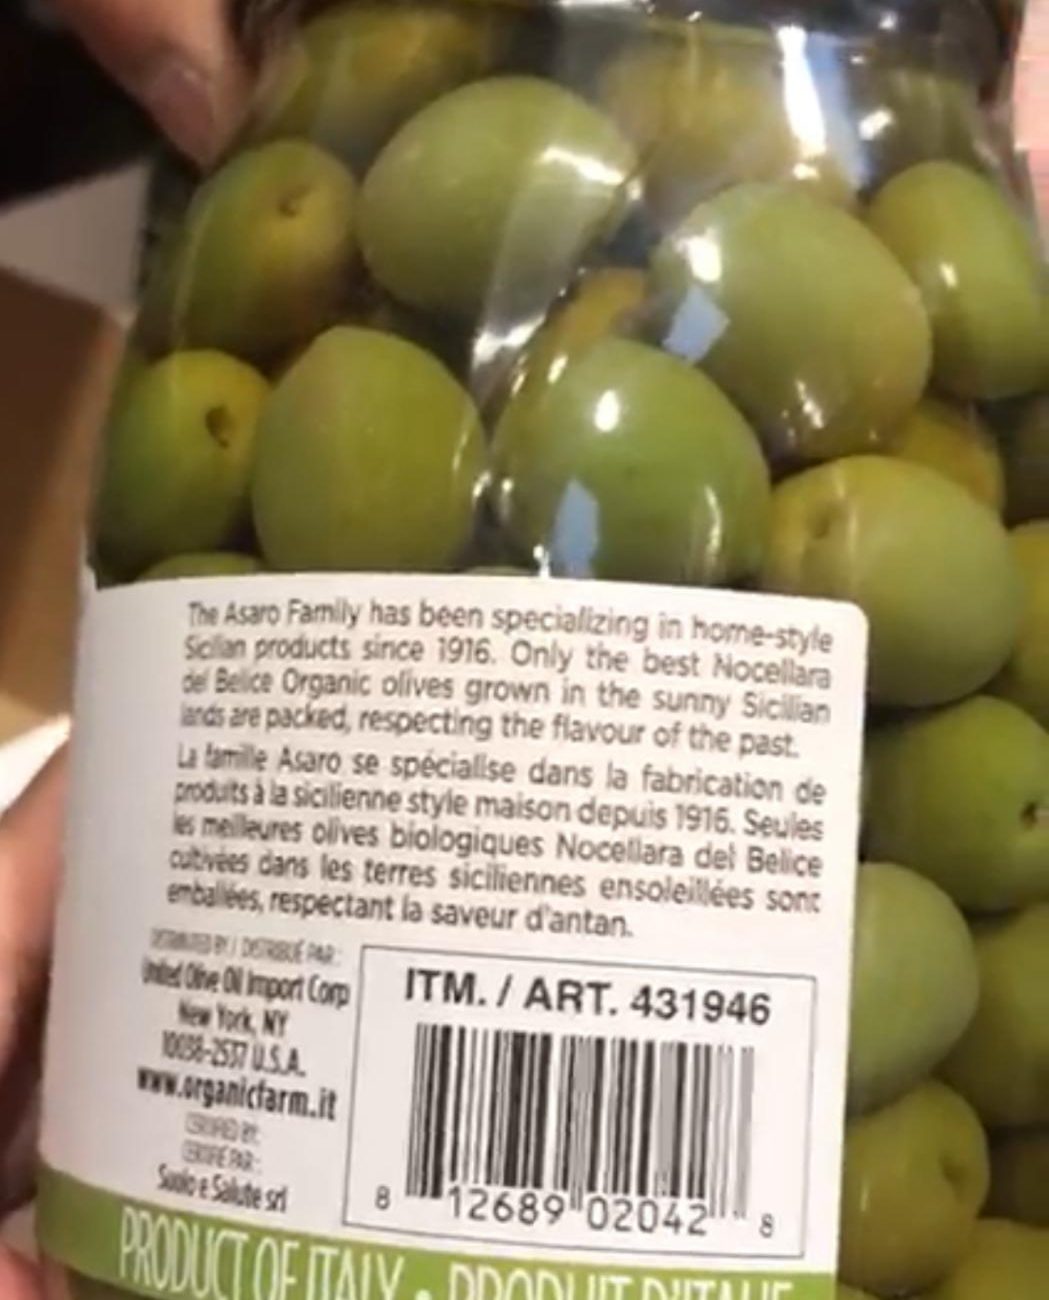 The Asaro Family has been specializing in home-style
Sicilian products since 1916. Only the best Nocellara
del Belice Organic olives grown in the sunny Sicilian
lands are packed, respecting the flavour of the past.
La famille Asaro se spécialise dans la fabrication de
produits à la sicilienne style maison depuis 1916. Seules
les meilleures olives biologiques Nocellara del Belice
cultivées dans les terres siciliennes ensoleillées sont
emballées, respectant la saveur d'antan.
DISTRIBUTED BY / DISTRIBUÉ PAR:
United Olive Oil Import Corp
New York, NY
10038-2537 U.S.A.
www.organicfarm.it
CERTIFIED BY:
CERTIFIÉ PAR:
Suolo e Salute srl
ITM. / ART. 431946
8 12689 02042 8
PRODUCT OF ITALY • PRODUIT D'ITALIE